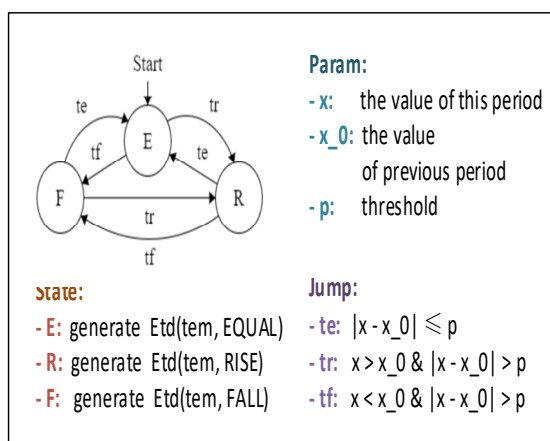 Start
te
tr
E
tf
te
F
R
tr
tf
Param:
- x: the value of this period
- x_0: the value
of previous period
- p: threshold
State:
- E: generate Etd(tem, EQUAL)
- R: generate Etd(tem, RISE)
- F: generate Etd(tem, FALL)
Jump:
- te: |x - x_0| ≤ p
- tr: x > x_0 & |x - x_0| > p
- tf: x < x_0 & |x - x_0| > p